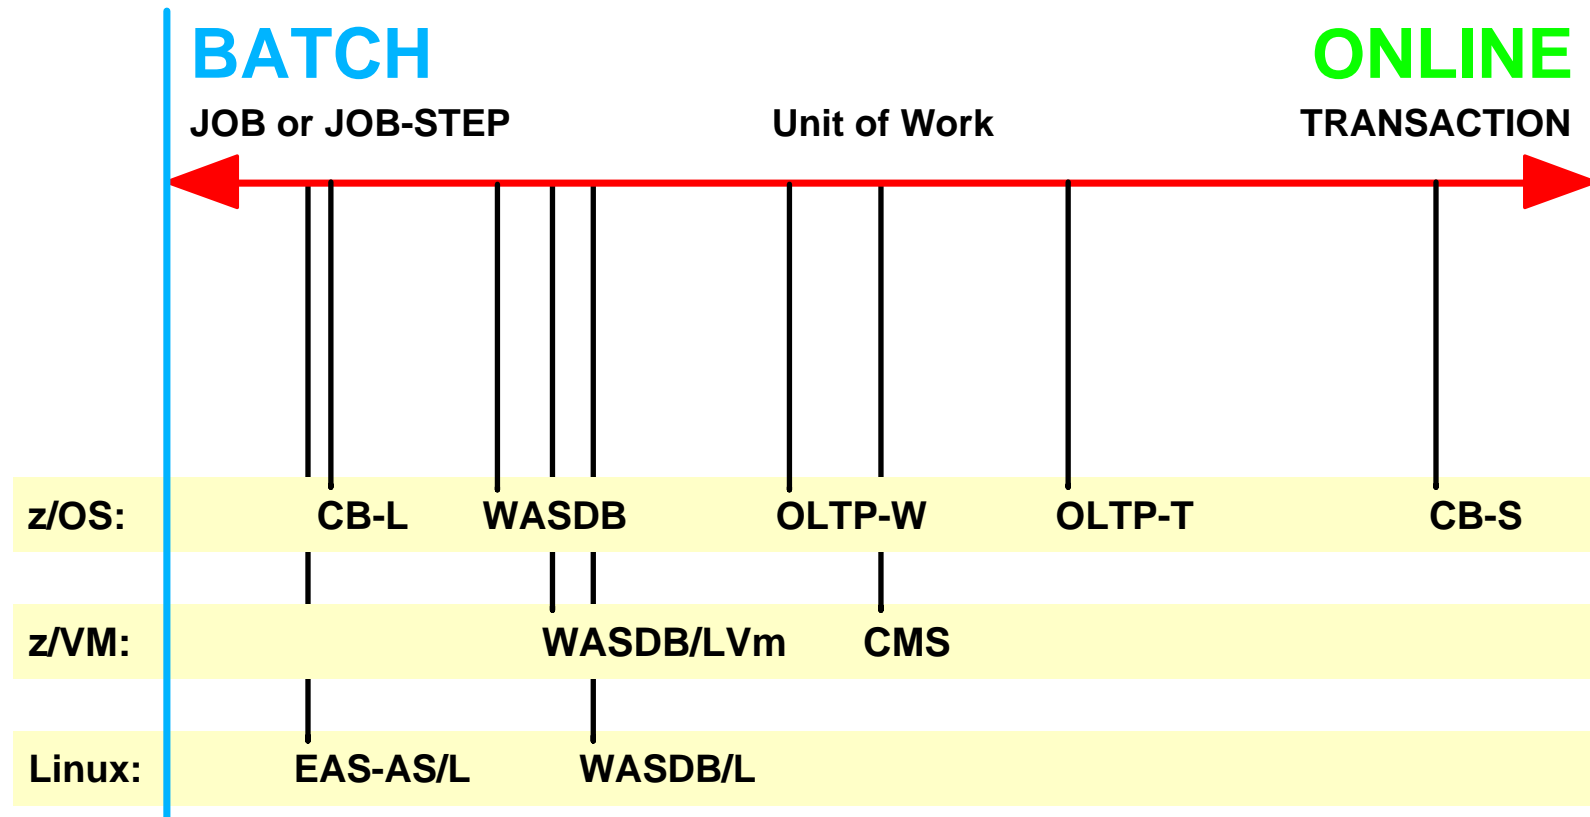 BATCH ONLINE
JOB or JOB-STEP Unit of Work TRANSACTION
z/OS: CB-L WASDB OLTP-W OLTP-T CB-S
z/VM: WASDB/LVm CMS
Linux: EAS-AS/L WASDB/L